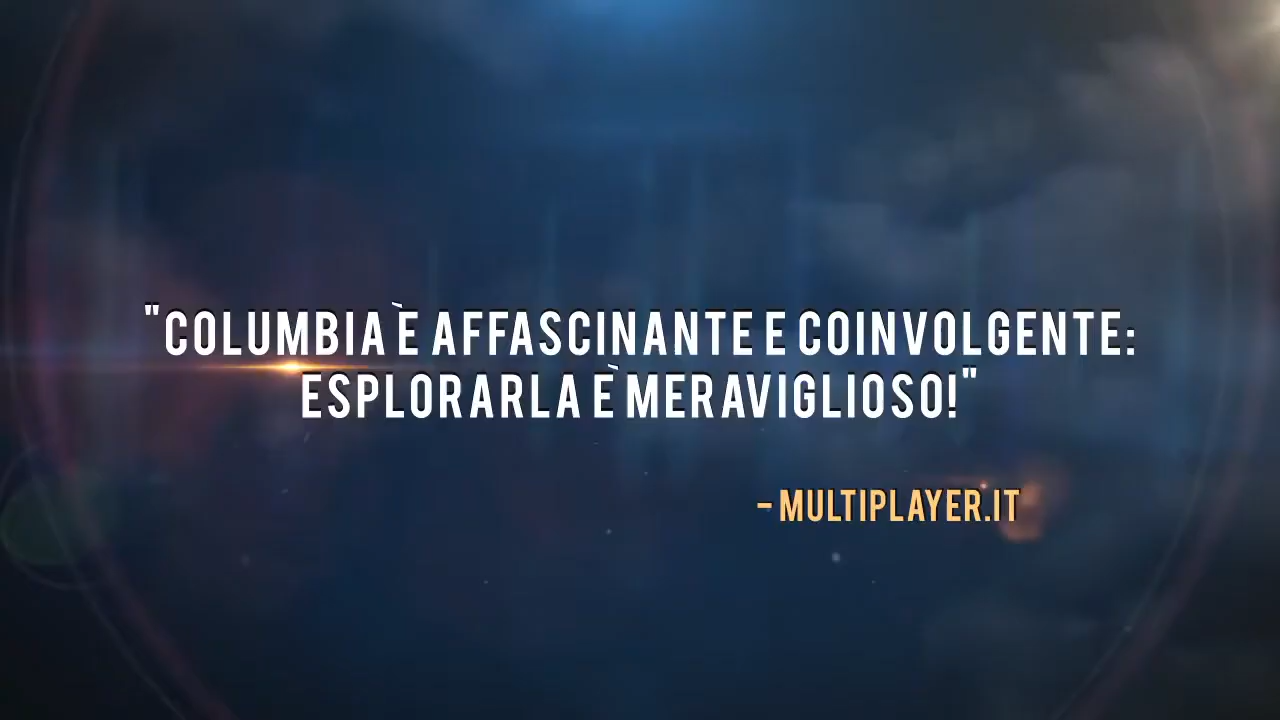 "COLUMBIA È AFFASCINANTE E COINVOLGENTE:
ESPLORARLA È MERAVIGLIOSO!"
– MULTIPLAYER.IT